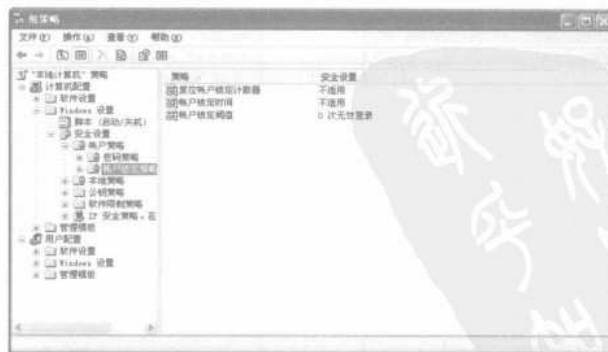 组策略
文件(F) 操作(A) 查看(V) 帮助(H)
"本地计算机"策略
计算机配置
软件设置
Windows 设置
脚本 (启动/关机)
安全设置
帐户策略
密码策略
帐户锁定策略
本地策略
公钥策略
软件限制策略
IP 安全策略，在
管理模板
用户配置
软件设置
Windows 设置
管理模板
策略 安全设置
复位帐户锁定计数器 不适用
帐户锁定时间 不适用
帐户锁定阈值 0 次无效登录